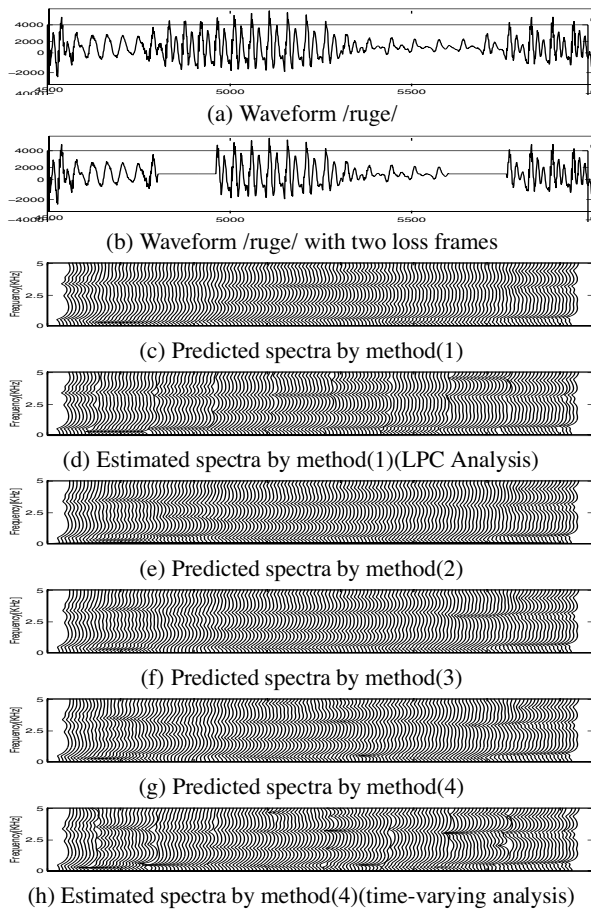 4000
2000
0
−2000
4000
4500
5000
5500
(a) Waveform /ruge/
4000
2000
0
−2000
−4000
4500
5000
5500
(b) Waveform /ruge/ with two loss frames
5
2.5
0
Frequency[KHz]
(c) Predicted spectra by method(1)
5
2.5
0
Frequency[KHz]
(d) Estimated spectra by method(1)(LPC Analysis)
5
2.5
0
Frequency[KHz]
(e) Predicted spectra by method(2)
5
2.5
0
Frequency[KHz]
(f) Predicted spectra by method(3)
5
2.5
0
Frequency[KHz]
(g) Predicted spectra by method(4)
5
2.5
0
Frequency[KHz]
(h) Estimated spectra by method(4)(time-varying analysis)